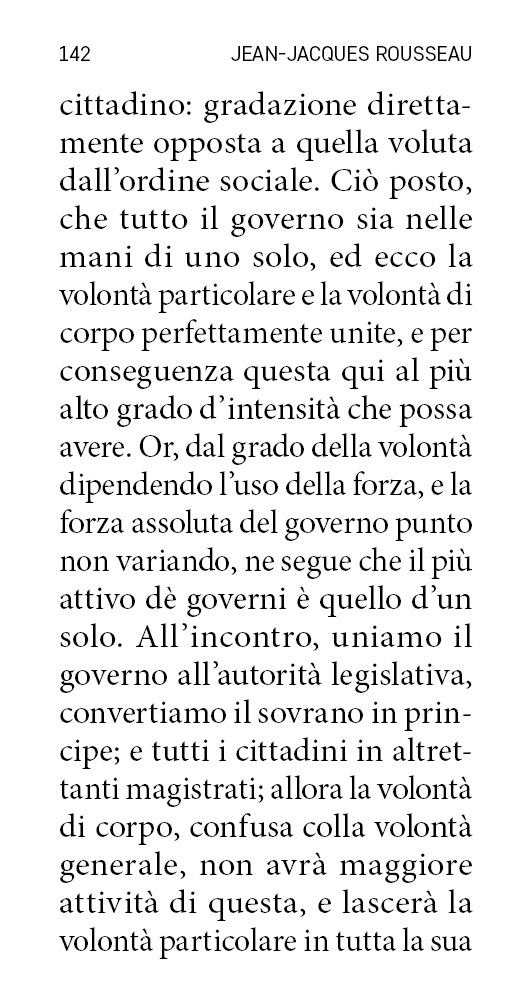 142 JEAN-JACQUES ROUSSEAU
cittadino: gradazione diretta-
mente opposta a quella voluta
dall’ordine sociale. Ciò posto,
che tutto il governo sia nelle
mani di uno solo, ed ecco la
volontà particolare e la volontà di
corpo perfettamente unite, e per
conseguenza questa qui al più
alto grado d’intensità che possa
avere. Or, dal grado della volontà
dipendendo l’uso della forza, e la
forza assoluta del governo punto
non variando, ne segue che il più
attivo dè governi è quello d’un
solo. All’incontro, uniamo il
governo all’autorità legislativa,
convertiamo il sovrano in prin-
cipe; e tutti i cittadini in altret-
tanti magistrati; allora la volontà
di corpo, confusa colla volontà
generale, non avrà maggiore
attività di questa, e lascerà la
volontà particolare in tutta la sua